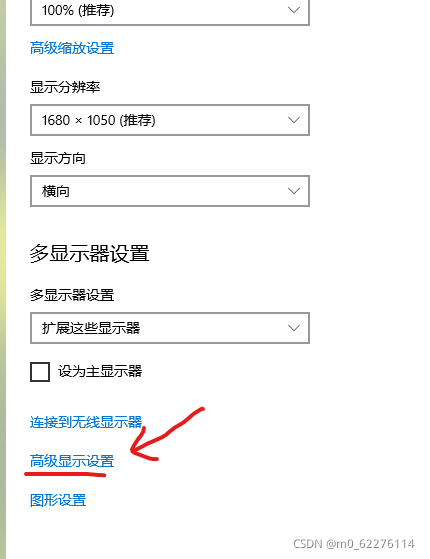 100% (推荐)
高级缩放设置
显示分辨率
1680 × 1050 (推荐)
显示方向
横向
多显示器设置
多显示器设置
扩展这些显示器
设为主显示器
连接到无线显示器
高级显示设置
图形设置
CSDN @m0_62276114